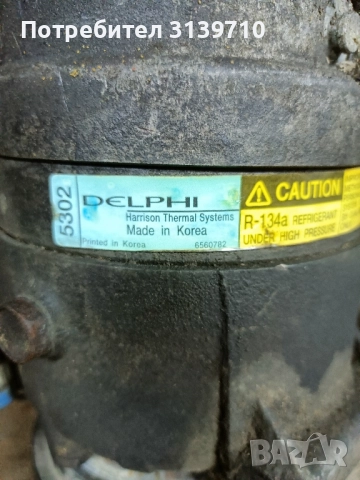 Потребител 3139710
5302
DELPHI
Harrison Thermal Systems
Made in Korea
Printed in Korea 6560782
CAUTION
R-134a REFRIGERANT
UNDER HIGH PRESSURE
BAZAR